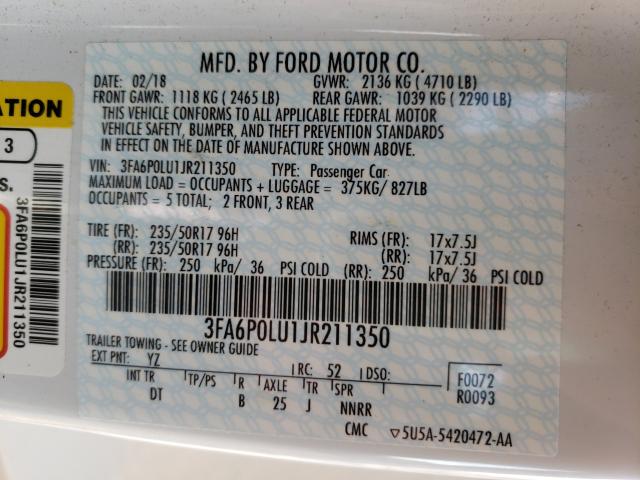 MFD. BY FORD MOTOR CO.
DATE: 02/18 GVWR: 2136 KG ( 4710 LB)
FRONT GAWR: 1118 KG ( 2465 LB) REAR GAWR: 1039 KG ( 2290 LB)
THIS VEHICLE CONFORMS TO ALL APPLICABLE FEDERAL MOTOR
VEHICLE SAFETY, BUMPER, AND THEFT PREVENTION STANDARDS
IN EFFECT ON THE DATE OF MANUFACTURE SHOWN ABOVE.
VIN: 3FA6P0LU1JR211350 TYPE: Passenger Car
MAXIMUM LOAD = OCCUPANTS + LUGGAGE = 375KG/ 827LB
OCCUPANTS = 5 TOTAL; 2 FRONT, 3 REAR
TIRE (FR): 235/50R17 96H RIMS (FR): 17x7.5J
(RR): 235/50R17 96H (RR): 17x7.5J
PRESSURE (FR): 250 kPa/ 36 PSI COLD (RR): 250 kPa/ 36 PSI COLD
3FA6P0LU1JR211350
TRAILER TOWING - SEE OWNER GUIDE
EXT PNT: YZ RC: 52 DSO: F0072
R0093
INT TR TP/PS R AXLE TR SPR
DT B 25 J NNRR
CMC ▽5U5A-5420472-AA
ATION
3
S.
3FA6P0LU1JR211350